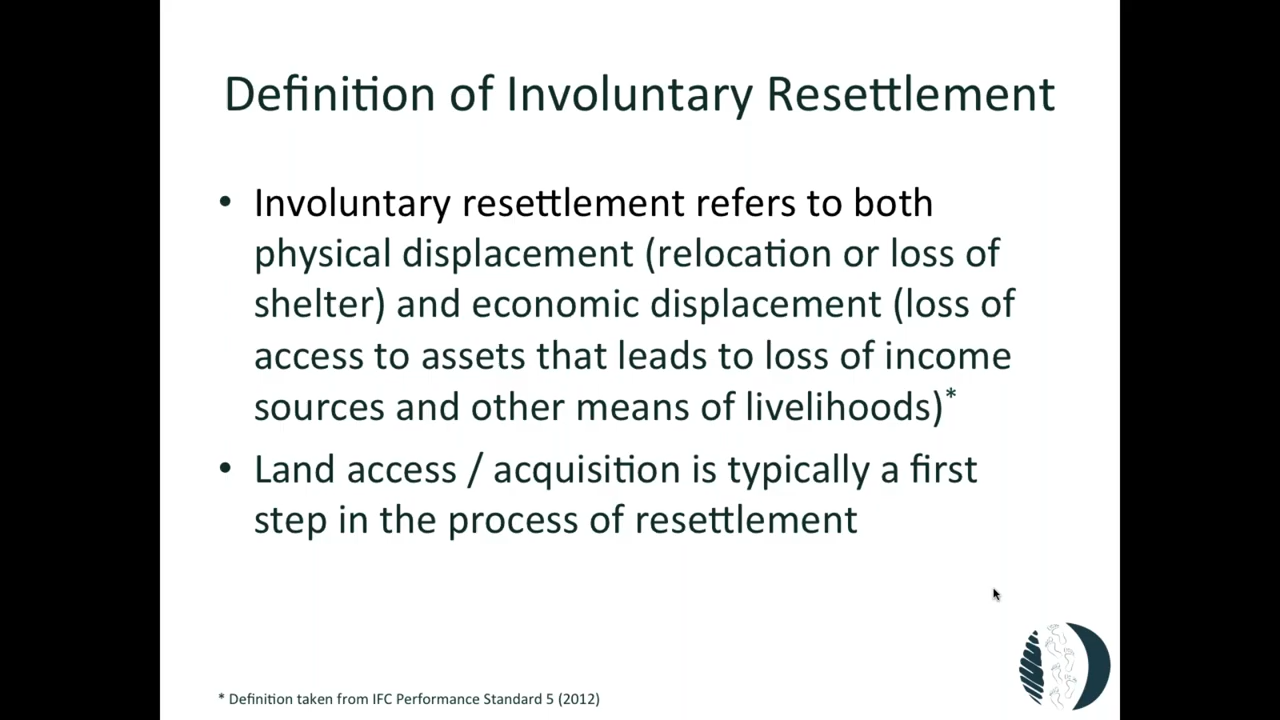 Definition of Involuntary Resettlement
• Involuntary resettlement refers to both
physical displacement (relocation or loss of
shelter) and economic displacement (loss of
access to assets that leads to loss of income
sources and other means of livelihoods)*
• Land access / acquisition is typically a first
step in the process of resettlement
* Definition taken from IFC Performance Standard 5 (2012)